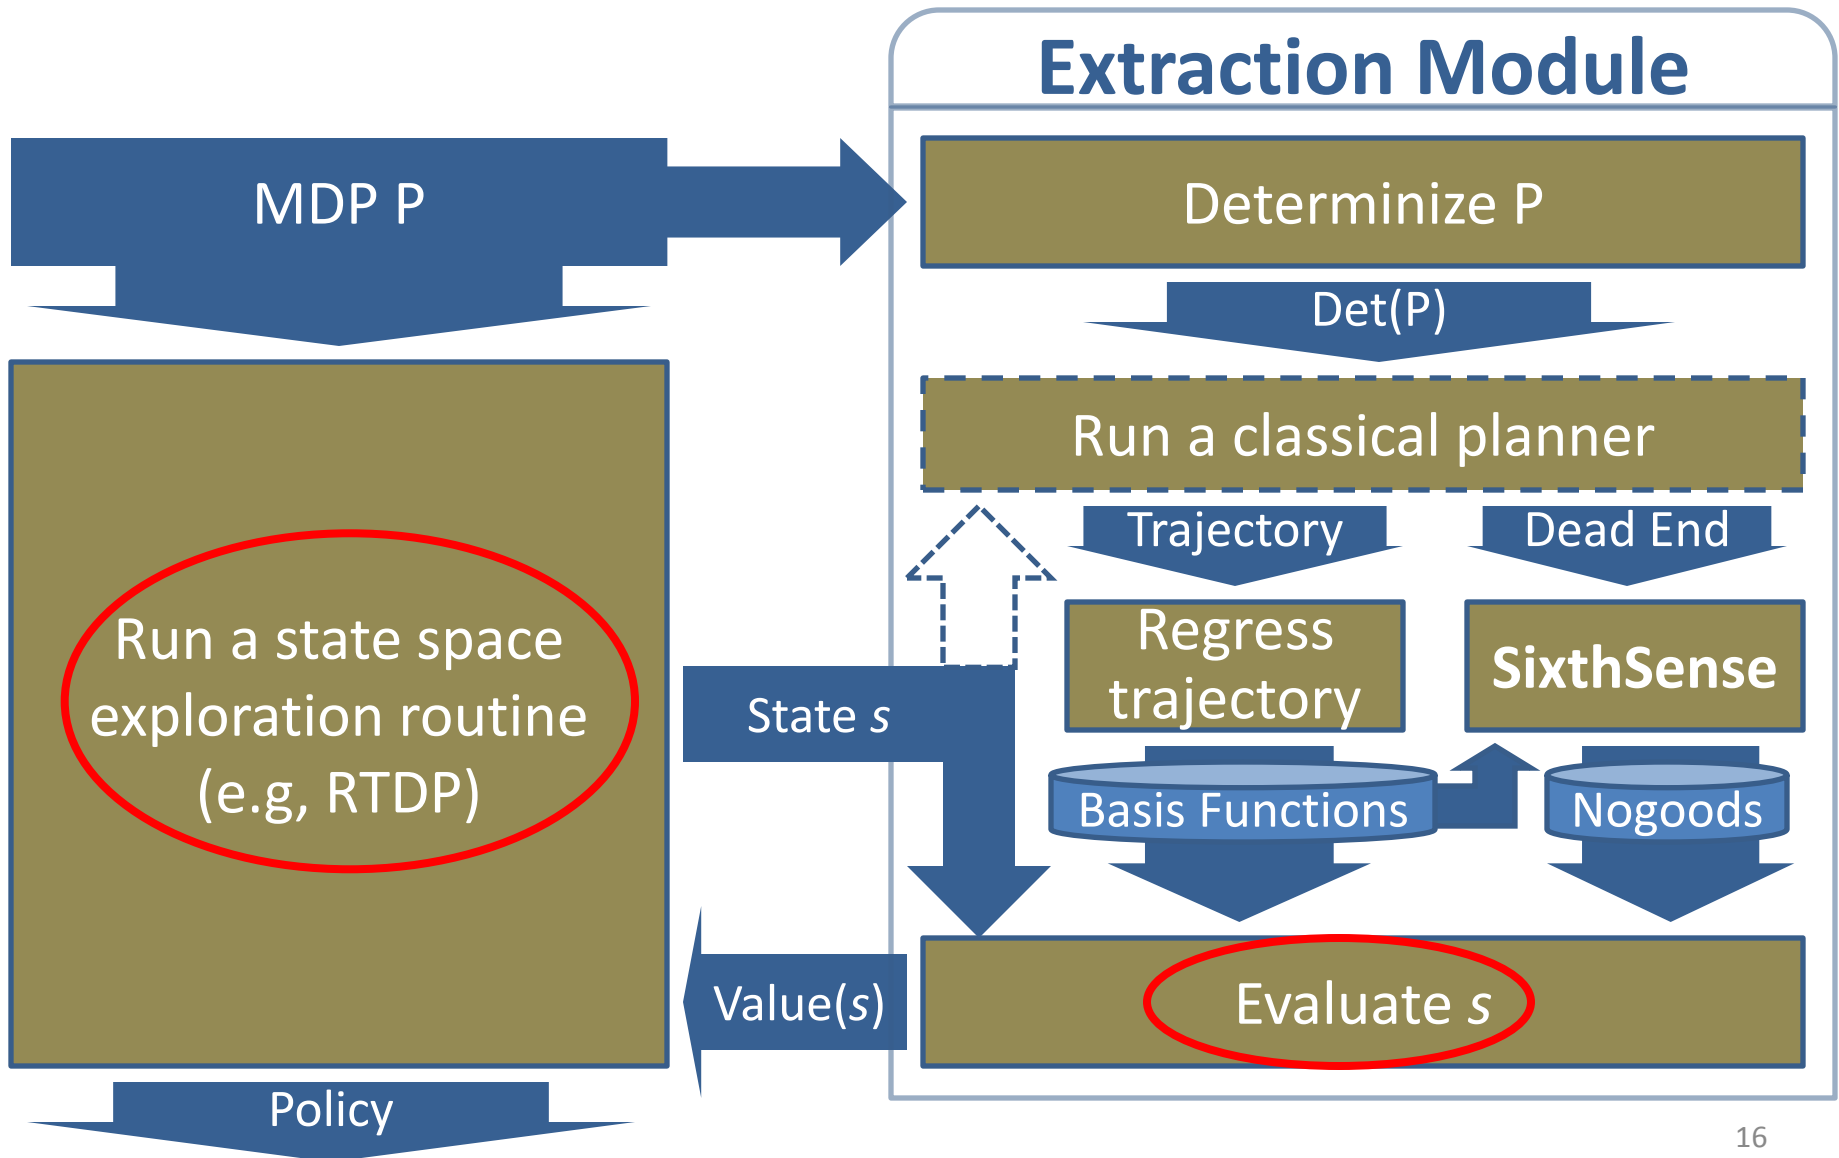 Extraction Module
MDP P
Determinize P
Det(P)
Run a classical planner
Trajectory
Dead End
Run a state space
exploration routine
(e.g, RTDP)
State s
Regress
trajectory
SixthSense
Basis Functions
Nogoods
Value(s)
Evaluate s
Policy
16